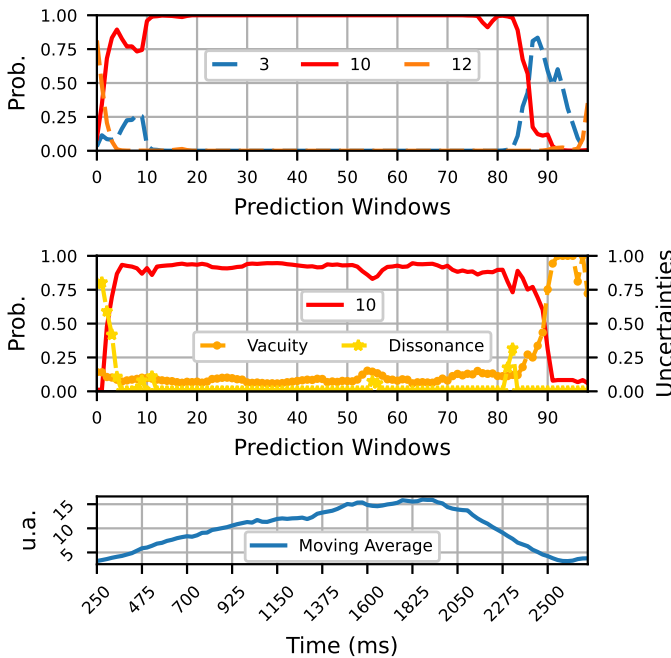 Prob.
1.00
0.75
0.50
0.25
0.00
3 10 12
0 10 20 30 40 50 60 70 80 90
Prediction Windows
Prob.
1.00
0.75
0.50
0.25
0.00
10
Vacuity Dissonance
1.00
0.75
0.50
0.25
0.00
Uncertainties
0 10 20 30 40 50 60 70 80 90
Prediction Windows
u.a.
15
10
5
Moving Average
250 475 700 925 1150 1375 1600 1825 2050 2275 2500
Time (ms)